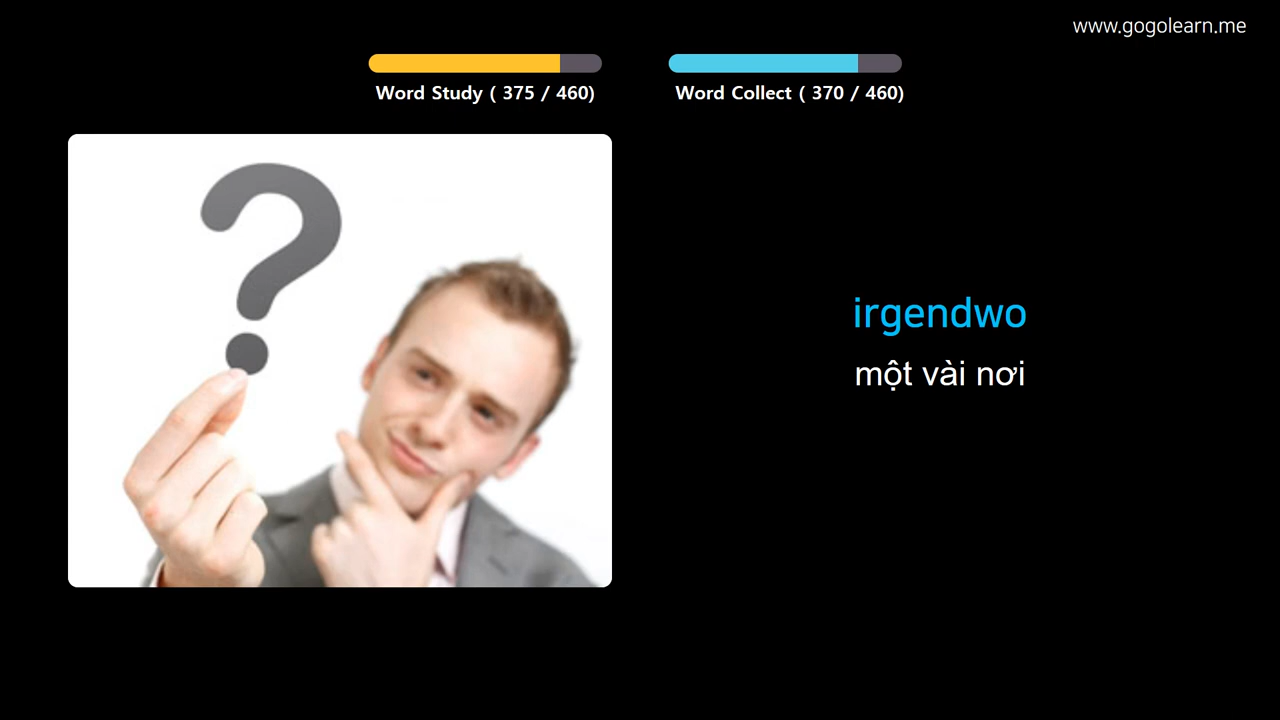 www.gogolearn.me
Word Study ( 375 / 460)
Word Collect ( 370 / 460)
irgendwo
một vài nơi